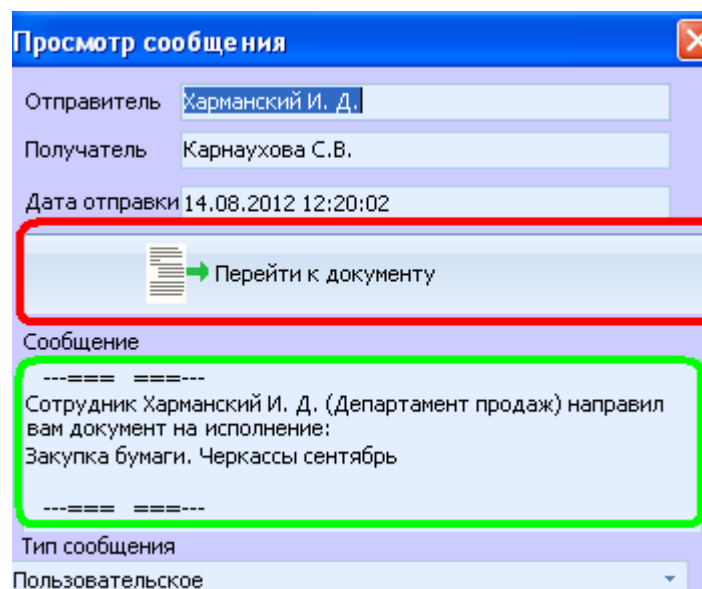 Просмотр сообщения
Отправитель Харманский И. Д.
Получатель Карнаухова С.В.
Дата отправки 14.08.2012 12:20:02
Перейти к документу
Сообщение
---=== ===---
Сотрудник Харманский И. Д. (Департамент продаж) направил
вам документ на исполнение:
Закупка бумаги. Черкассы сентябрь
---=== ===---
Тип сообщения
Пользовательское